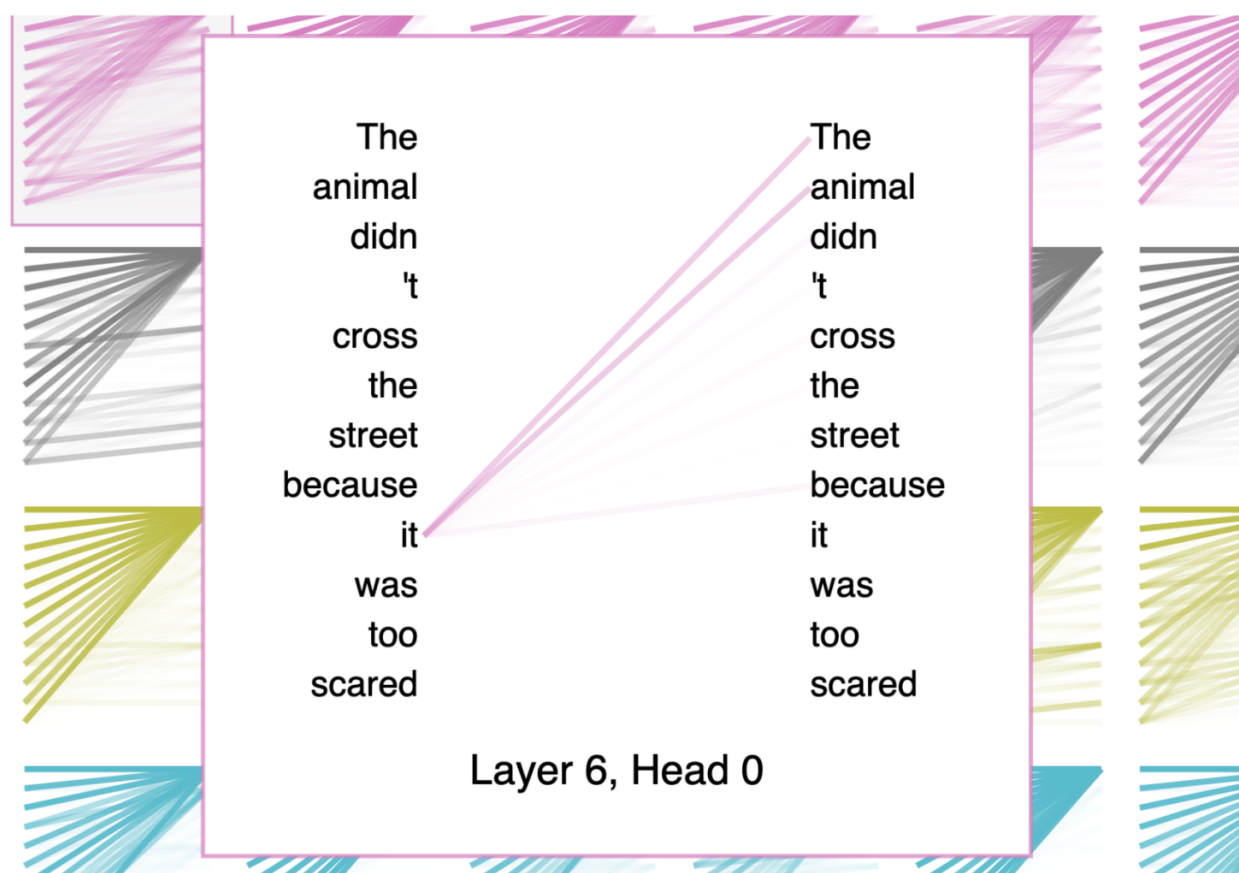 The The
animal animal
didn didn
't 't
cross cross
the the
street street
because because
it it
was was
too too
scared scared
Layer 6, Head 0